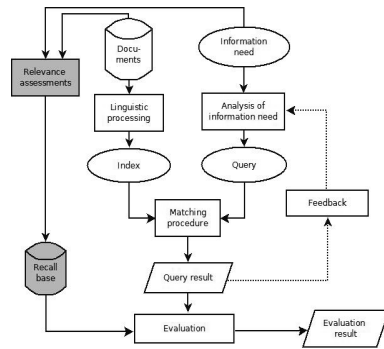 Docu-
ments
Information
need
Relevance
assessments
Linguistic
processing
Analysis of
information need
Index
Query
Matching
procedure
Feedback
Recall
base
Query result
Evaluation
Evaluation
result